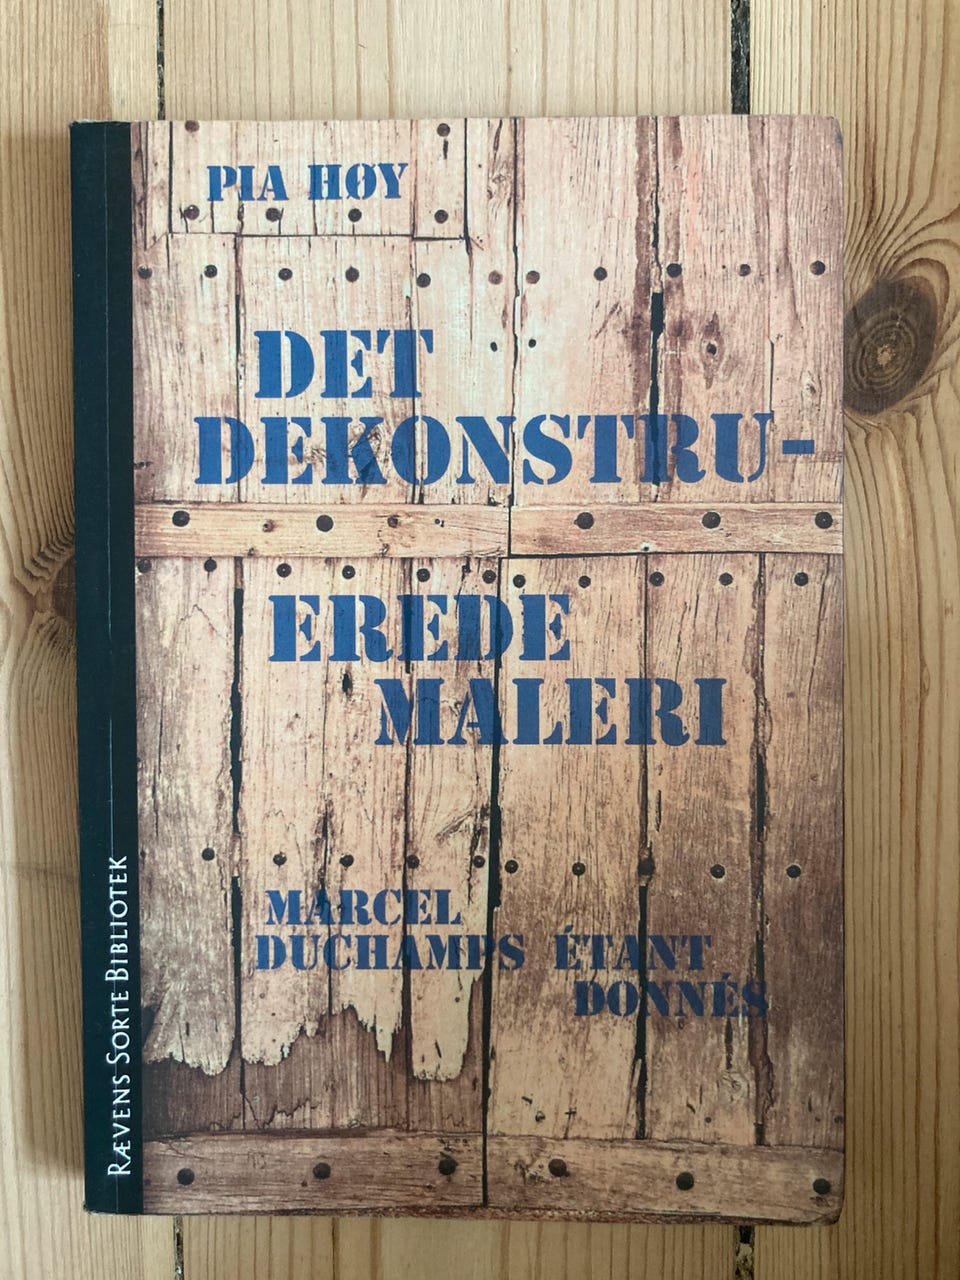 PIA HØY
DET
DEKONSTRU-
EREDE
MALERI
MARCEL
DUCHAMPS ÉTANT
DONNÉS
RÆVENS SORTE BIBLIOTEK